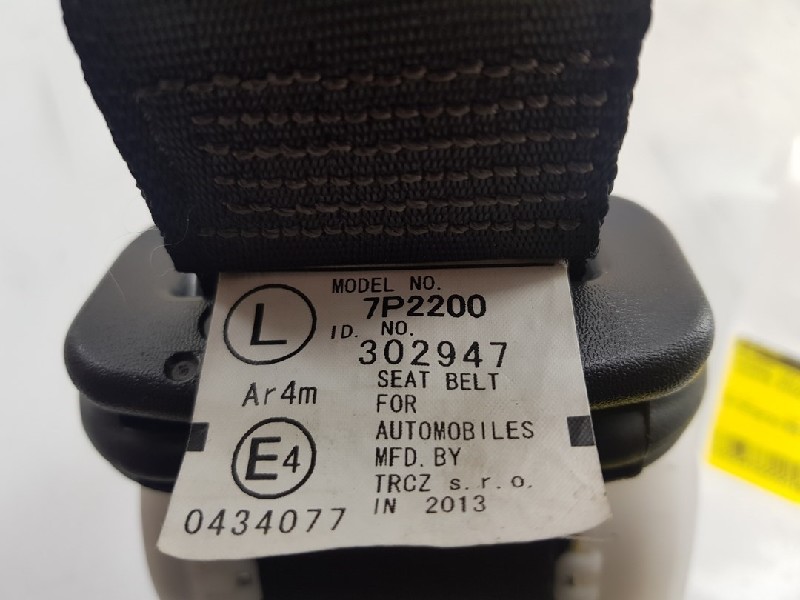 L
MODEL NO.
7P2200
ID. NO.
302947
Ar4m
SEAT BELT
FOR
AUTOMOBILES
MFD. BY
TRCZ s.r.o.
IN 2013
E4
0434077